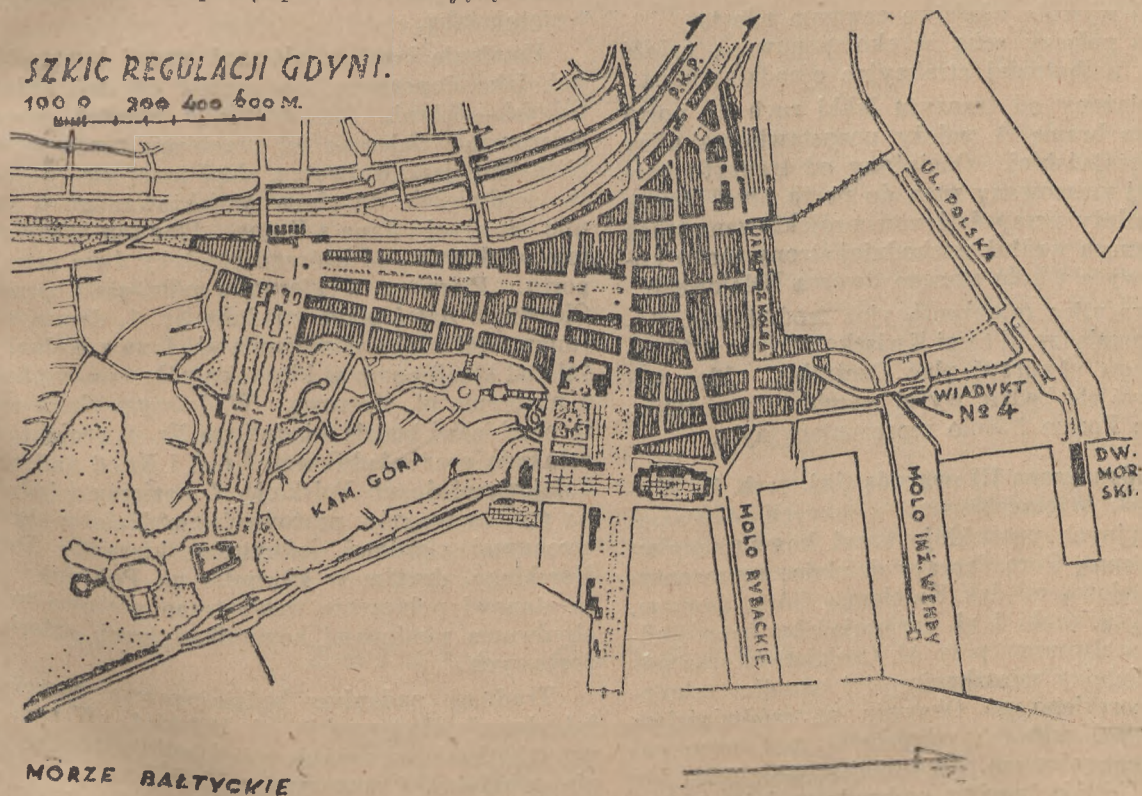 SZKIC REGULACJI GDYNI.
100 0 200 400 600 M.
P.K.P.
UL. POLSKA
JANA Z KOLNA
WIADUKT
Nº 4
KAM. GÓRA
DW.
MOR-
SKI.
MOLO RYBACKIE.
MOLO INŻ. WENDY
MORZE BAŁTYCKIE